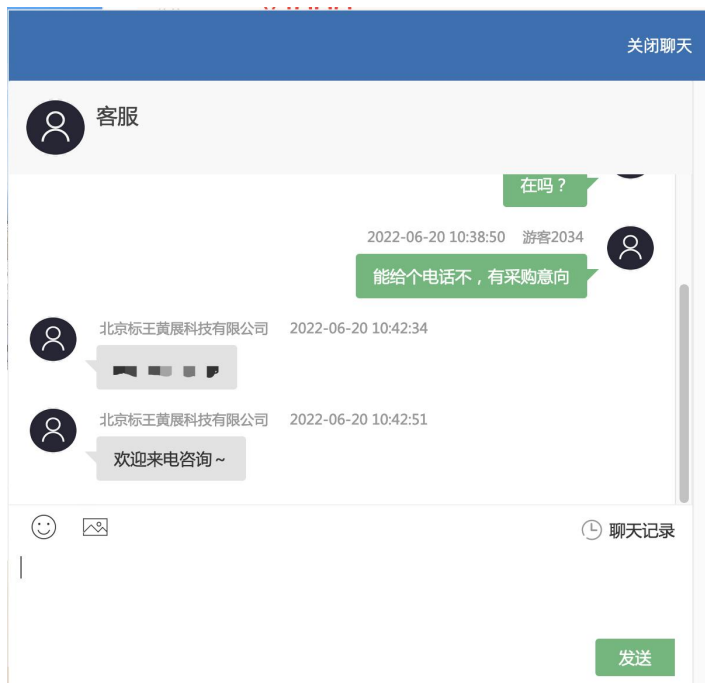 关闭聊天
客服
在吗？
2022-06-20 10:38:50 游客2034
能给个电话不，有采购意向
北京标王黄展科技有限公司 2022-06-20 10:42:34
北京标王黄展科技有限公司 2022-06-20 10:42:51
欢迎来电咨询～
聊天记录
发送